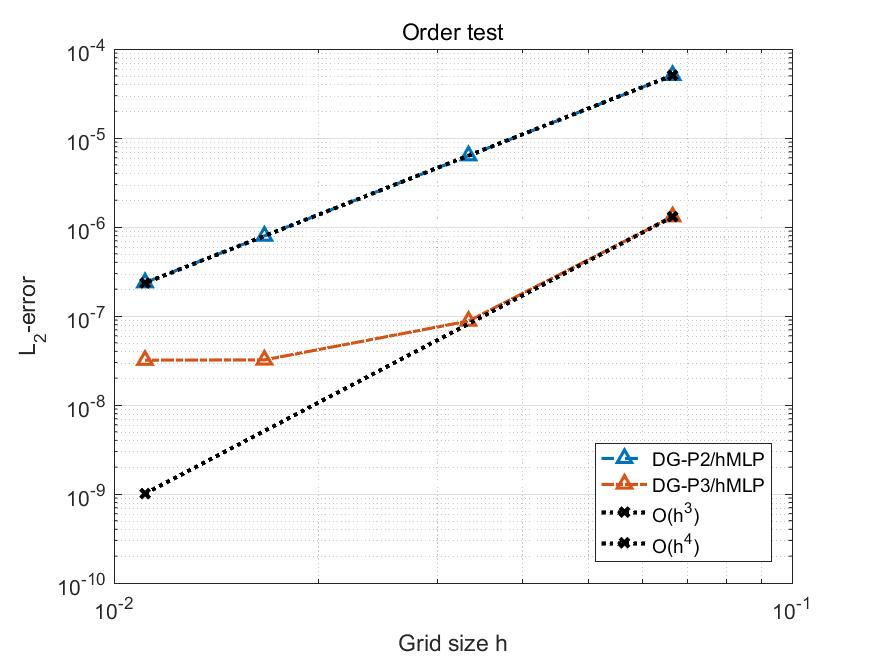 Order test
10^-4
10^-5
10^-6
10^-7
10^-8
10^-9
10^-10
L_2-error
DG-P2/hMLP
DG-P3/hMLP
O(h^3)
O(h^4)
10^-2
10^-1
Grid size h